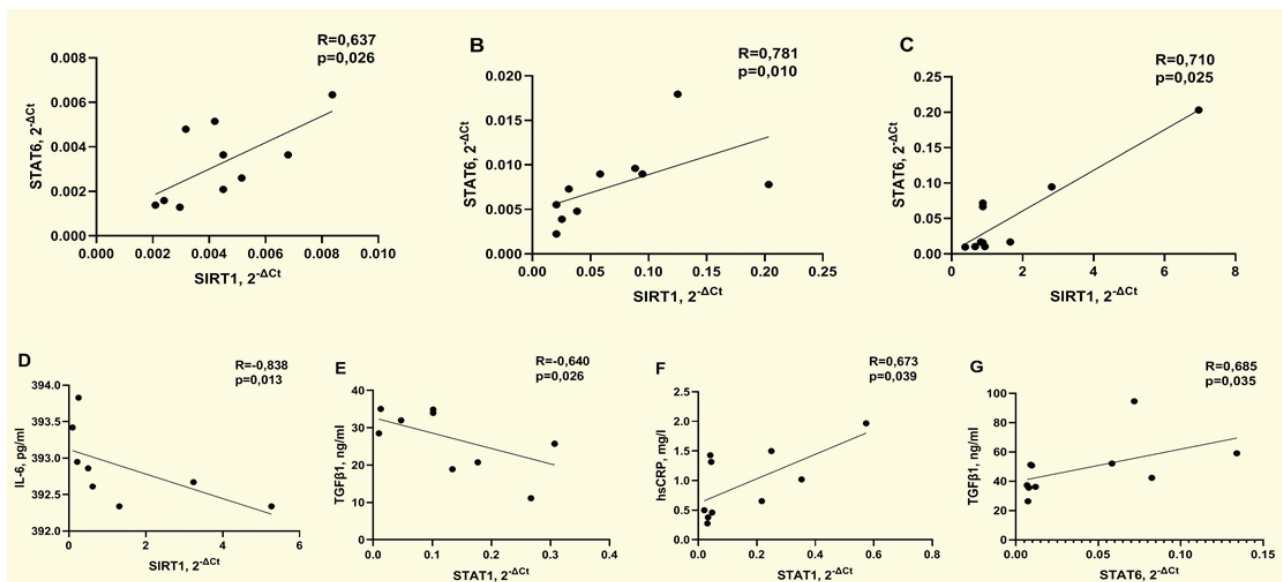 R=0,637
p=0,026
0.008
0.006
0.004
0.002
0.000
STAT6, 2^-ΔCt
0.000 0.002 0.004 0.006 0.008 0.010
SIRT1, 2^-ΔCt
B
R=0,781
p=0,010
0.020
0.015
0.010
0.005
0.000
STAT6, 2^-ΔCt
0.00 0.05 0.10 0.15 0.20 0.25
SIRT1, 2^-ΔCt
C
R=0,710
p=0,025
0.25
0.20
0.15
0.10
0.05
0.00
STAT6, 2^-ΔCt
0 2 4 6 8
SIRT1, 2^-ΔCt
D
R=-0,838
p=0,013
394.0
393.5
393.0
392.5
392.0
IL-6, pg/ml
0 2 4 6
SIRT1, 2^-ΔCt
E
R=-0,640
p=0,026
40
30
20
10
0
TGFβ1, ng/ml
0.0 0.1 0.2 0.3 0.4
STAT1, 2^-ΔCt
F
R=0,673
p=0,039
2.5
2.0
1.5
1.0
0.5
0.0
hsCRP, mg/l
0.0 0.2 0.4 0.6 0.8
STAT1, 2^-ΔCt
G
R=0,685
p=0,035
100
80
60
40
20
0
TGFβ1, ng/ml
0.00 0.05 0.10 0.15
STAT6, 2^-ΔCt